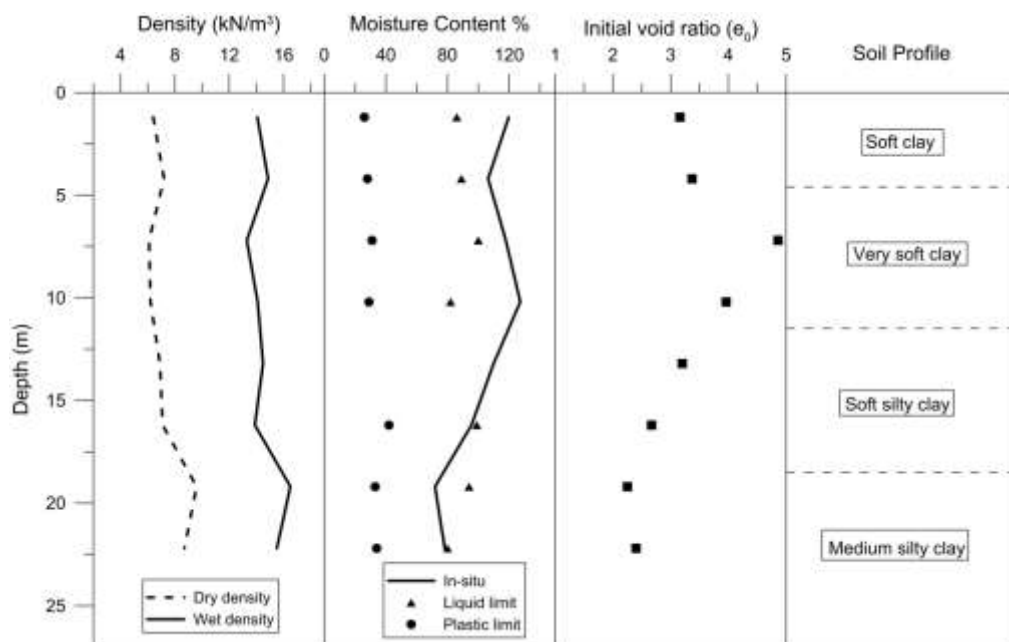 Density (kN/m³)
Moisture Content %
Initial void ratio (e₀)
Soil Profile
4 8 12 16
0 40 80 120
1 2 3 4 5
Depth (m)
0
5
10
15
20
25
Soft clay
Very soft clay
Soft silty clay
Medium silty clay
Dry density
Wet density
In-situ
Liquid limit
Plastic limit